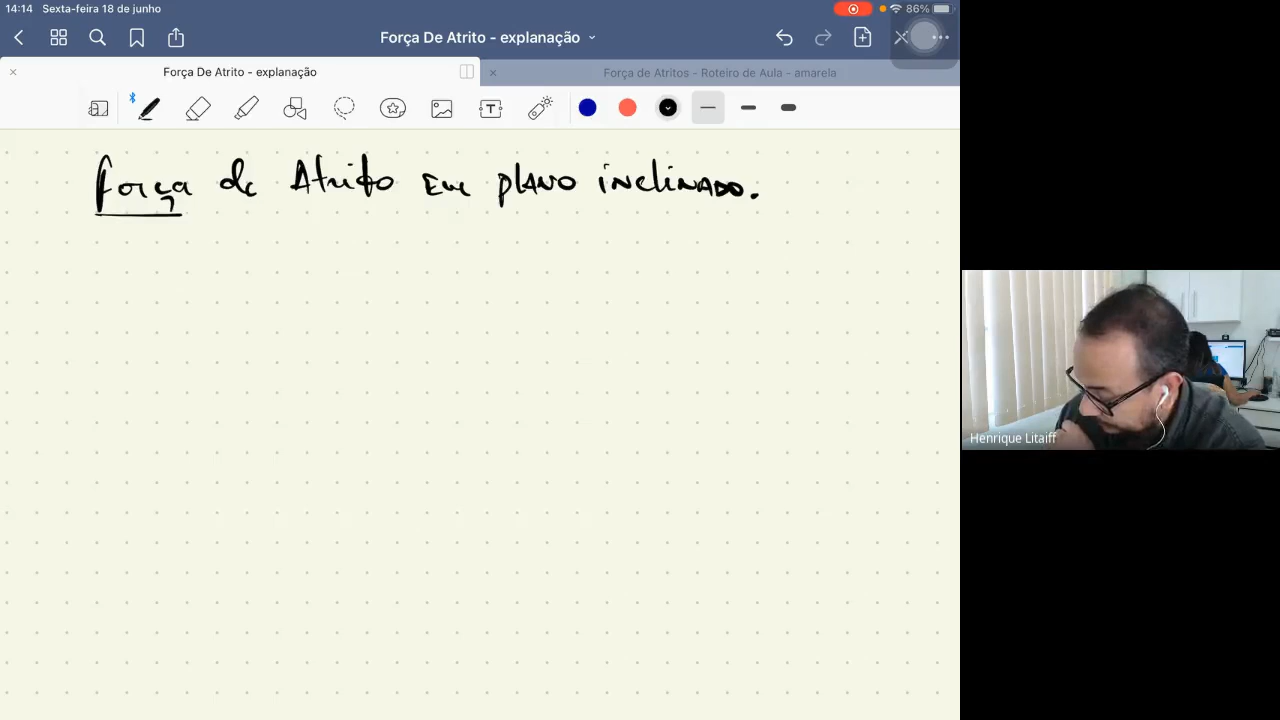 14:14 Sexta-feira 18 de junho 86%
Força De Atrito - explanação
Força De Atrito - explanação Força de Atritos - Roteiro de Aula - amarela
T
Força de Atrito em plano inclinado.
Henrique Litaiff